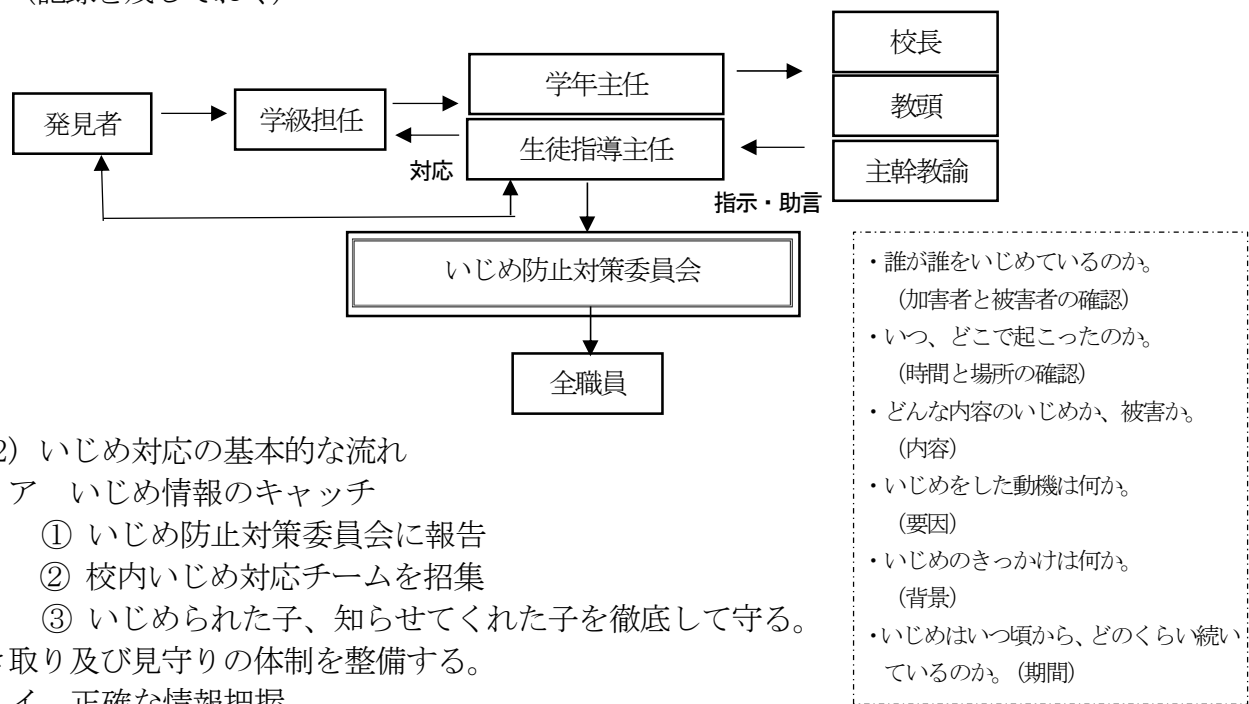 （記録を残しておく）
校長
学年主任
教頭
発見者
学級担任
生徒指導主任
対応
主幹教諭
指示・助言
いじめ防止対策委員会
全職員
・誰が誰をいじめているのか。
（加害者と被害者の確認）
・いつ、どこで起こったのか。
（時間と場所の確認）
・どんな内容のいじめか、被害か。
（内容）
・いじめをした動機は何か。
（要因）
・いじめのきっかけは何か。
（背景）
・いじめはいつ頃から、どのくらい続い
ているのか。（期間）
2）いじめ対応の基本的な流れ
ア　いじめ情報のキャッチ
① いじめ防止対策委員会に報告
② 校内いじめ対応チームを招集
③ いじめられた子、知らせてくれた子を徹底して守る。
取り及び見守りの体制を整備する。
イ　正確な情報把握